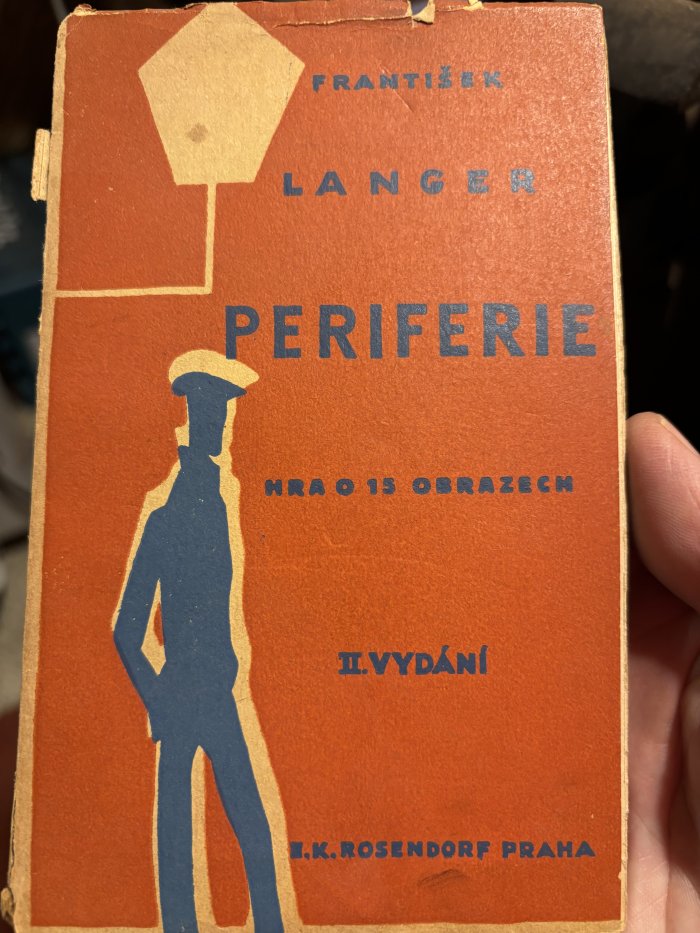 FRANTIŠEK
LANGER
PERIFERIE
HRA O 15 OBRAZECH
II. VYDÁNÍ
E.K. ROSENDORF PRAHA